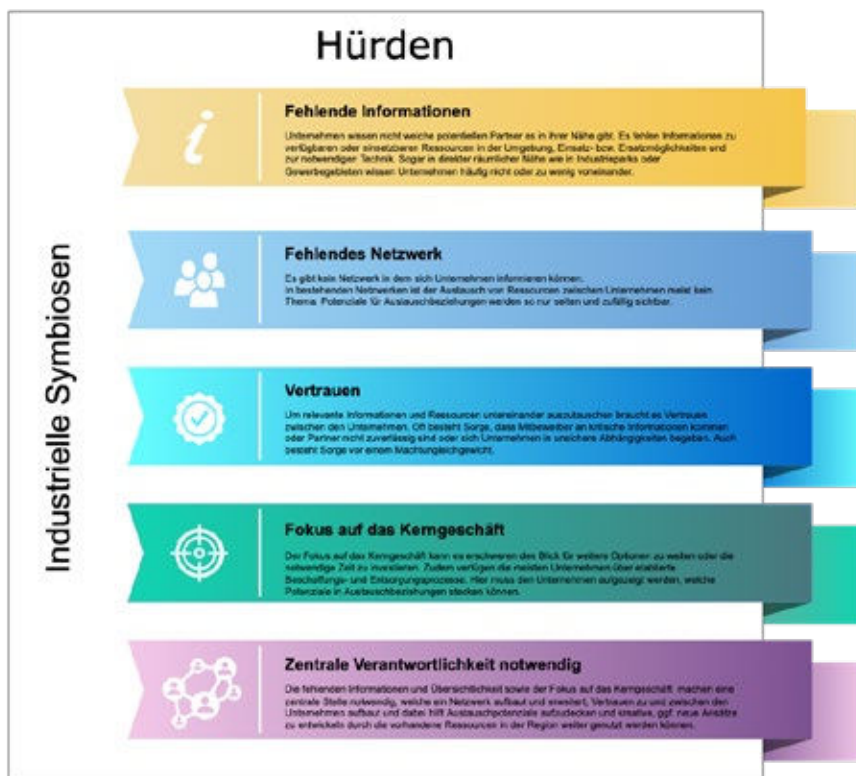 Hürden
Industrielle Symbiosen
Fehlende Informationen
Unternehmen wissen nicht welche potentiellen Partner es in ihrer Nähe gibt. Es fehlen Informationen zu
verfügbaren oder einsetzbaren Ressourcen in der Umgebung, Einsatz- bzw. Ersatzmöglichkeiten und
zur notwendigen Technik. Sogar in direkter räumlicher Nähe wie in Industrieparks oder
Gewerbegebieten wissen Unternehmen häufig nicht oder zu wenig voneinander.
Fehlendes Netzwerk
Es gibt kein Netzwerk in dem sich Unternehmen informieren können.
In bestehenden Netzwerken ist der Austausch von Ressourcen zwischen Unternehmen meist kein
Thema. Potenziale für Austauschbeziehungen werden so nur selten und zufällig sichtbar.
Vertrauen
Um relevante Informationen und Ressourcen untereinander auszutauschen braucht es Vertrauen
zwischen den Unternehmen. Oft besteht Sorge, dass Mitbewerber an kritische Informationen kommen
oder Partner nicht zuverlässig sind oder sich Unternehmen in unsichere Abhängigkeiten begeben. Auch
besteht Sorge vor einem Machtungleichgewicht.
Fokus auf das Kerngeschäft
Der Fokus auf das Kerngeschäft kann es erschweren den Blick für weitere Optionen zu weiten oder die
notwendige Zeit zu investieren. Zudem verfügen die meisten Unternehmen über etablierte
Beschaffungs- und Entsorgungsprozesse. Hier muss den Unternehmen aufgezeigt werden, welche
Potenziale in Austauschbeziehungen stecken können.
Zentrale Verantwortlichkeit notwendig
Die fehlenden Informationen und Übersichtlichkeit sowie der Fokus auf das Kerngeschäft machen eine
zentrale Stelle notwendig, welche ein Netzwerk aufbaut und erweitert, Vertrauen zu und zwischen den
Unternehmen aufbaut und dabei hilft Austauschpotenziale aufzudecken und kreative, ggf. neue Ansätze
zu entwickeln durch die vorhandene Ressourcen in der Region weiter genutzt werden können.